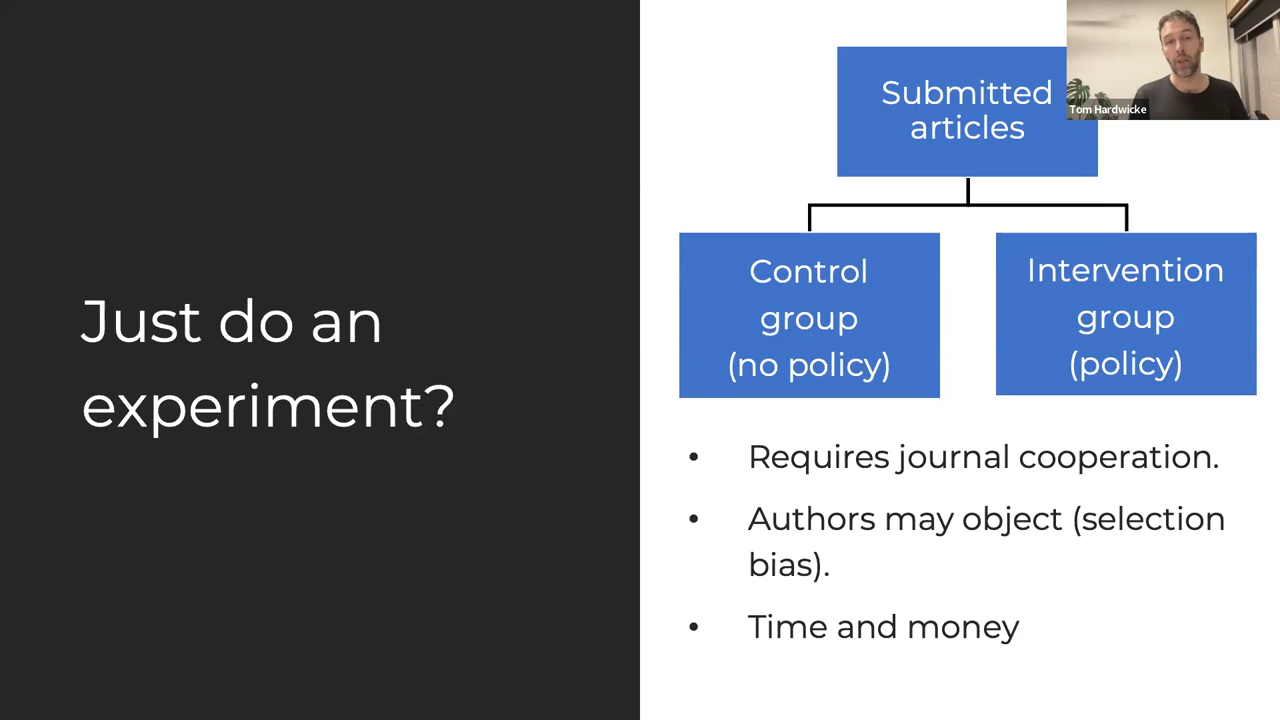 Just do an
experiment?
Submitted
articles
Tom Hardwicke
Control
group
(no policy)
Intervention
group
(policy)
• Requires journal cooperation.
• Authors may object (selection
bias).
• Time and money